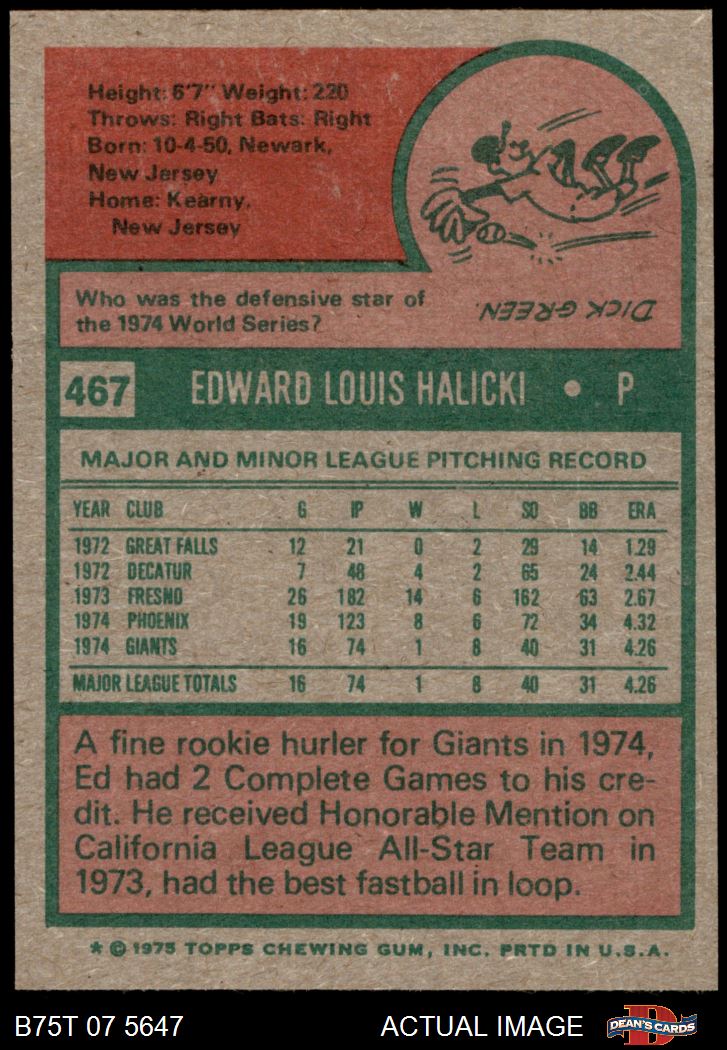 Height: 6'7" Weight: 220
Throws: Right Bats: Right
Born: 10-4-50, Newark,
New Jersey
Home: Kearny,
New Jersey
Who was the defensive star of
the 1974 World Series?
DICK GREEN.
467 EDWARD LOUIS HALICKI • P
MAJOR AND MINOR LEAGUE PITCHING RECORD
YEAR CLUB G IP W L SO BB ERA
1972 GREAT FALLS 12 21 0 2 29 14 1.29
1972 DECATUR 7 48 4 2 65 24 2.44
1973 FRESNO 26 182 14 6 162 63 2.67
1974 PHOENIX 19 123 8 6 72 34 4.32
1974 GIANTS 16 74 1 8 40 31 4.26
MAJOR LEAGUE TOTALS 16 74 1 8 40 31 4.26
A fine rookie hurler for Giants in 1974,
Ed had 2 Complete Games to his cre-
dit. He received Honorable Mention on
California League All-Star Team in
1973, had the best fastball in loop.
* © 1975 TOPPS CHEWING GUM, INC. PRTD IN U.S.A.
B75T 07 5647 ACTUAL IMAGE D DEAN'S CARDS